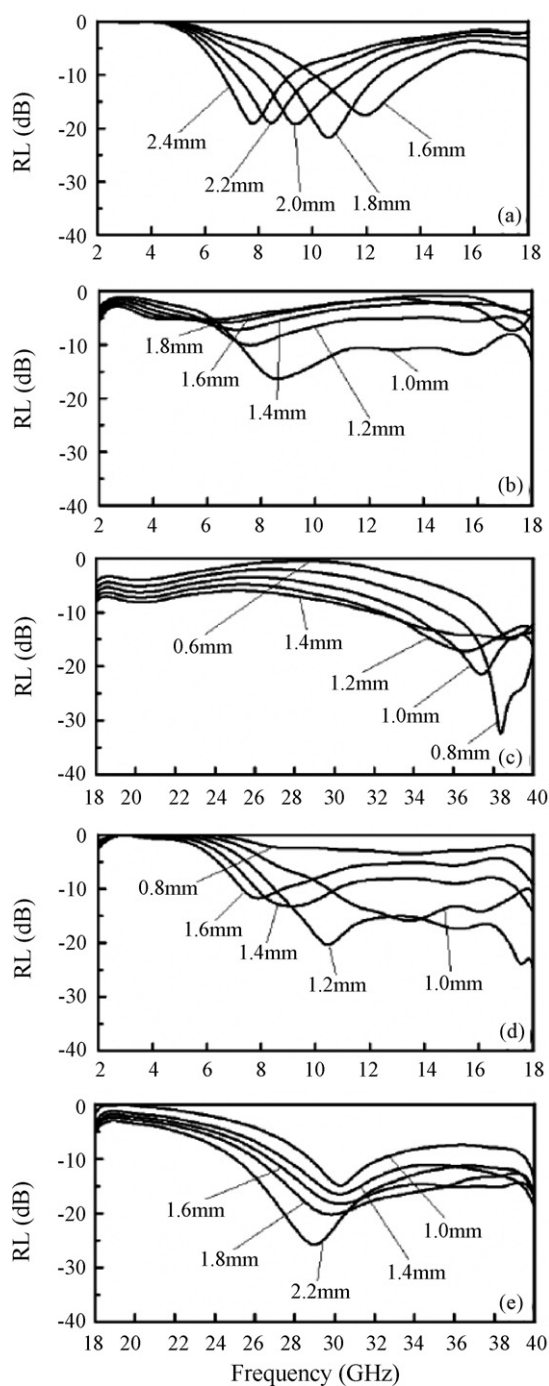 0
-10
-20
-30
-40
RL (dB)
2.4mm
2.2mm
2.0mm
1.8mm
1.6mm
(a)
2 4 6 8 10 12 14 16 18
0
-10
-20
-30
-40
RL (dB)
1.8mm
1.6mm
1.4mm
1.2mm
1.0mm
(b)
2 4 6 8 10 12 14 16 18
0
-10
-20
-30
-40
RL (dB)
0.6mm
1.4mm
1.2mm
1.0mm
0.8mm
(c)
18 20 22 24 26 28 30 32 34 36 38 40
0
-10
-20
-30
-40
RL (dB)
0.8mm
1.6mm
1.4mm
1.2mm
1.0mm
(d)
2 4 6 8 10 12 14 16 18
0
-10
-20
-30
-40
RL (dB)
1.6mm
1.8mm
2.2mm
1.4mm
1.0mm
(e)
18 20 22 24 26 28 30 32 34 36 38 40
Frequency (GHz)